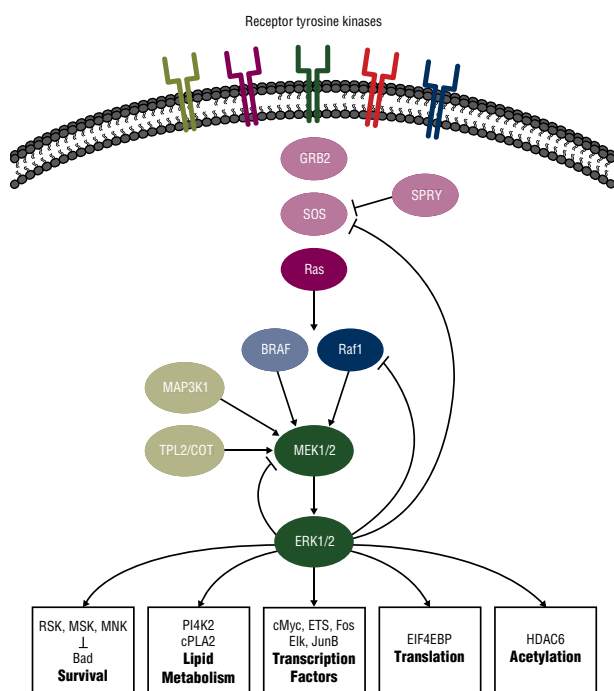 Receptor tyrosine kinases
GRB2
SPRY
SOS
Ras
BRAF
Raf1
MAP3K1
TPL2/COT
MEK1/2
ERK1/2
RSK, MSK, MNK
⊥
Bad
Survival
PI4K2
cPLA2
Lipid
Metabolism
cMyc, ETS, Fos
Elk, JunB
Transcription
Factors
EIF4EBP
Translation
HDAC6
Acetylation